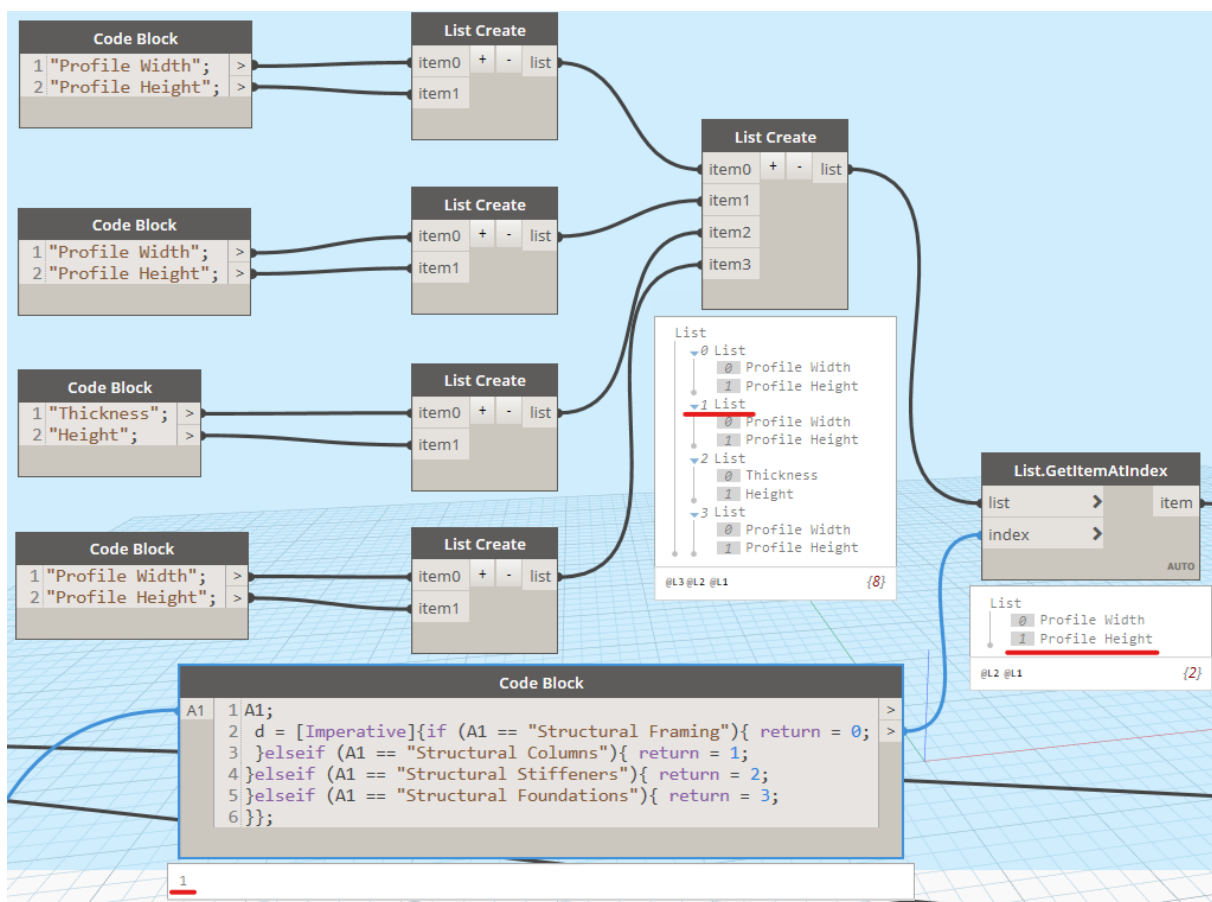 Code Block
1 "Profile Width"; >
2 "Profile Height"; >
List Create
item0 + - list
item1
Code Block
1 "Profile Width"; >
2 "Profile Height"; >
List Create
item0 + - list
item1
Code Block
1 "Thickness"; >
2 "Height"; >
List Create
item0 + - list
item1
Code Block
1 "Profile Width"; >
2 "Profile Height"; >
List Create
item0 + - list
item1
List Create
item0 + - list
item1
item2
item3
List
0 List
0 Profile Width
1 Profile Height
1 List
0 Profile Width
1 Profile Height
2 List
0 Thickness
1 Height
3 List
0 Profile Width
1 Profile Height
@L3 @L2 @L1 {8}
List.GetItemAtIndex
list > item
index >
AUTO
List
0 Profile Width
1 Profile Height
@L2 @L1 {2}
Code Block
A1 1 A1; >
2 d = [Imperative]{if (A1 == "Structural Framing"){ return = 0; >
3 }elseif (A1 == "Structural Columns"){ return = 1;
4 }elseif (A1 == "Structural Stiffeners"){ return = 2;
5 }elseif (A1 == "Structural Foundations"){ return = 3;
6 }};
1